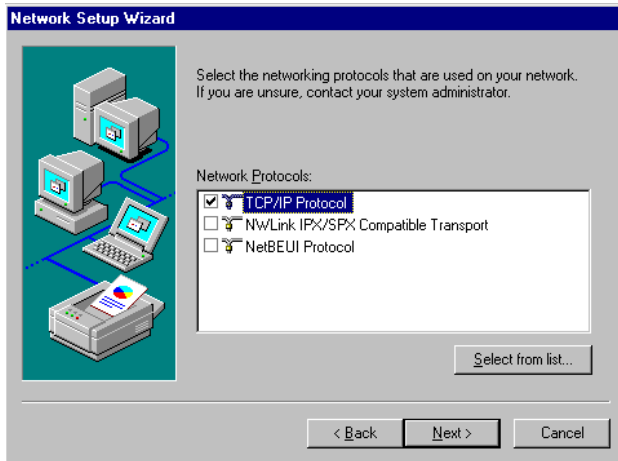 Network Setup Wizard
Select the networking protocols that are used on your network.
If you are unsure, contact your system administrator.
Network Protocols:
TCP/IP Protocol
NWLink IPX/SPX Compatible Transport
NetBEUI Protocol
Select from list...
< Back
Next >
Cancel